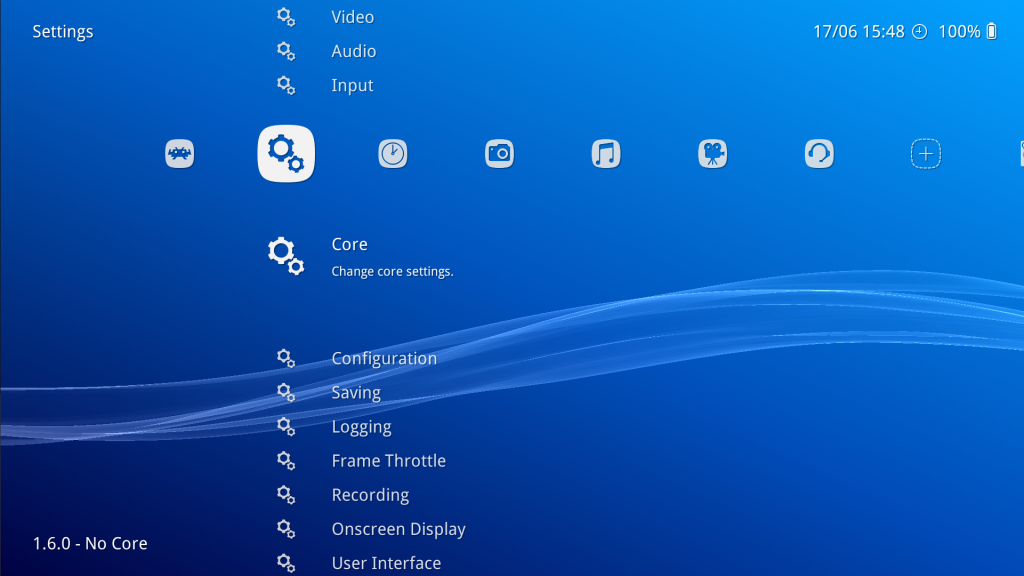 Settings
17/06 15:48 100%
Video
Audio
Input
Core
Change core settings.
Configuration
Saving
Logging
Frame Throttle
Recording
Onscreen Display
User Interface
1.6.0 - No Core